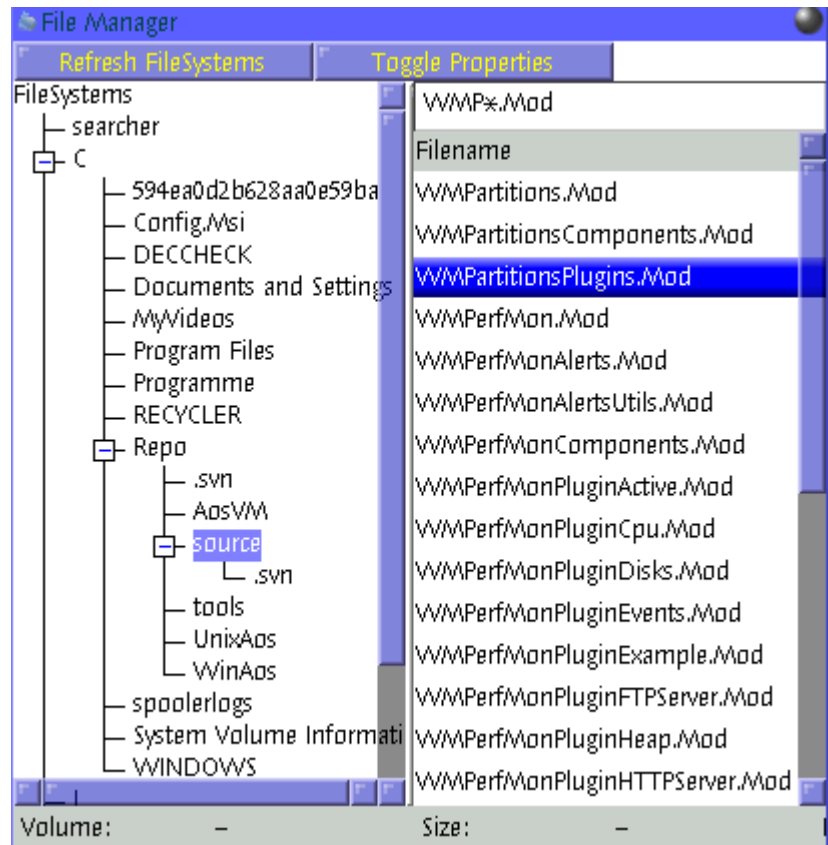 File Manager
Refresh FileSystems
Toggle Properties
FileSystems
searcher
C
594ea0d2b628aa0e59ba
Config.Msi
DECCHECK
Documents and Settings
MyVideos
Program Files
Programme
RECYCLER
Repo
.svn
AosVM
source
.svn
tools
UnixAos
WinAos
spoolerlogs
System Volume Informati
WINDOWS
WMP*.Mod
Filename
WMPartitions.Mod
WMPartitionsComponents.Mod
WMPartitionsPlugins.Mod
WMPerfMon.Mod
WMPerfMonAlerts.Mod
WMPerfMonAlertsUtils.Mod
WMPerfMonComponents.Mod
WMPerfMonPluginActive.Mod
WMPerfMonPluginCpu.Mod
WMPerfMonPluginDisks.Mod
WMPerfMonPluginEvents.Mod
WMPerfMonPluginExample.Mod
WMPerfMonPluginFTPServer.Mod
WMPerfMonPluginHeap.Mod
WMPerfMonPluginHTTPServer.Mod
Volume: – Size: –